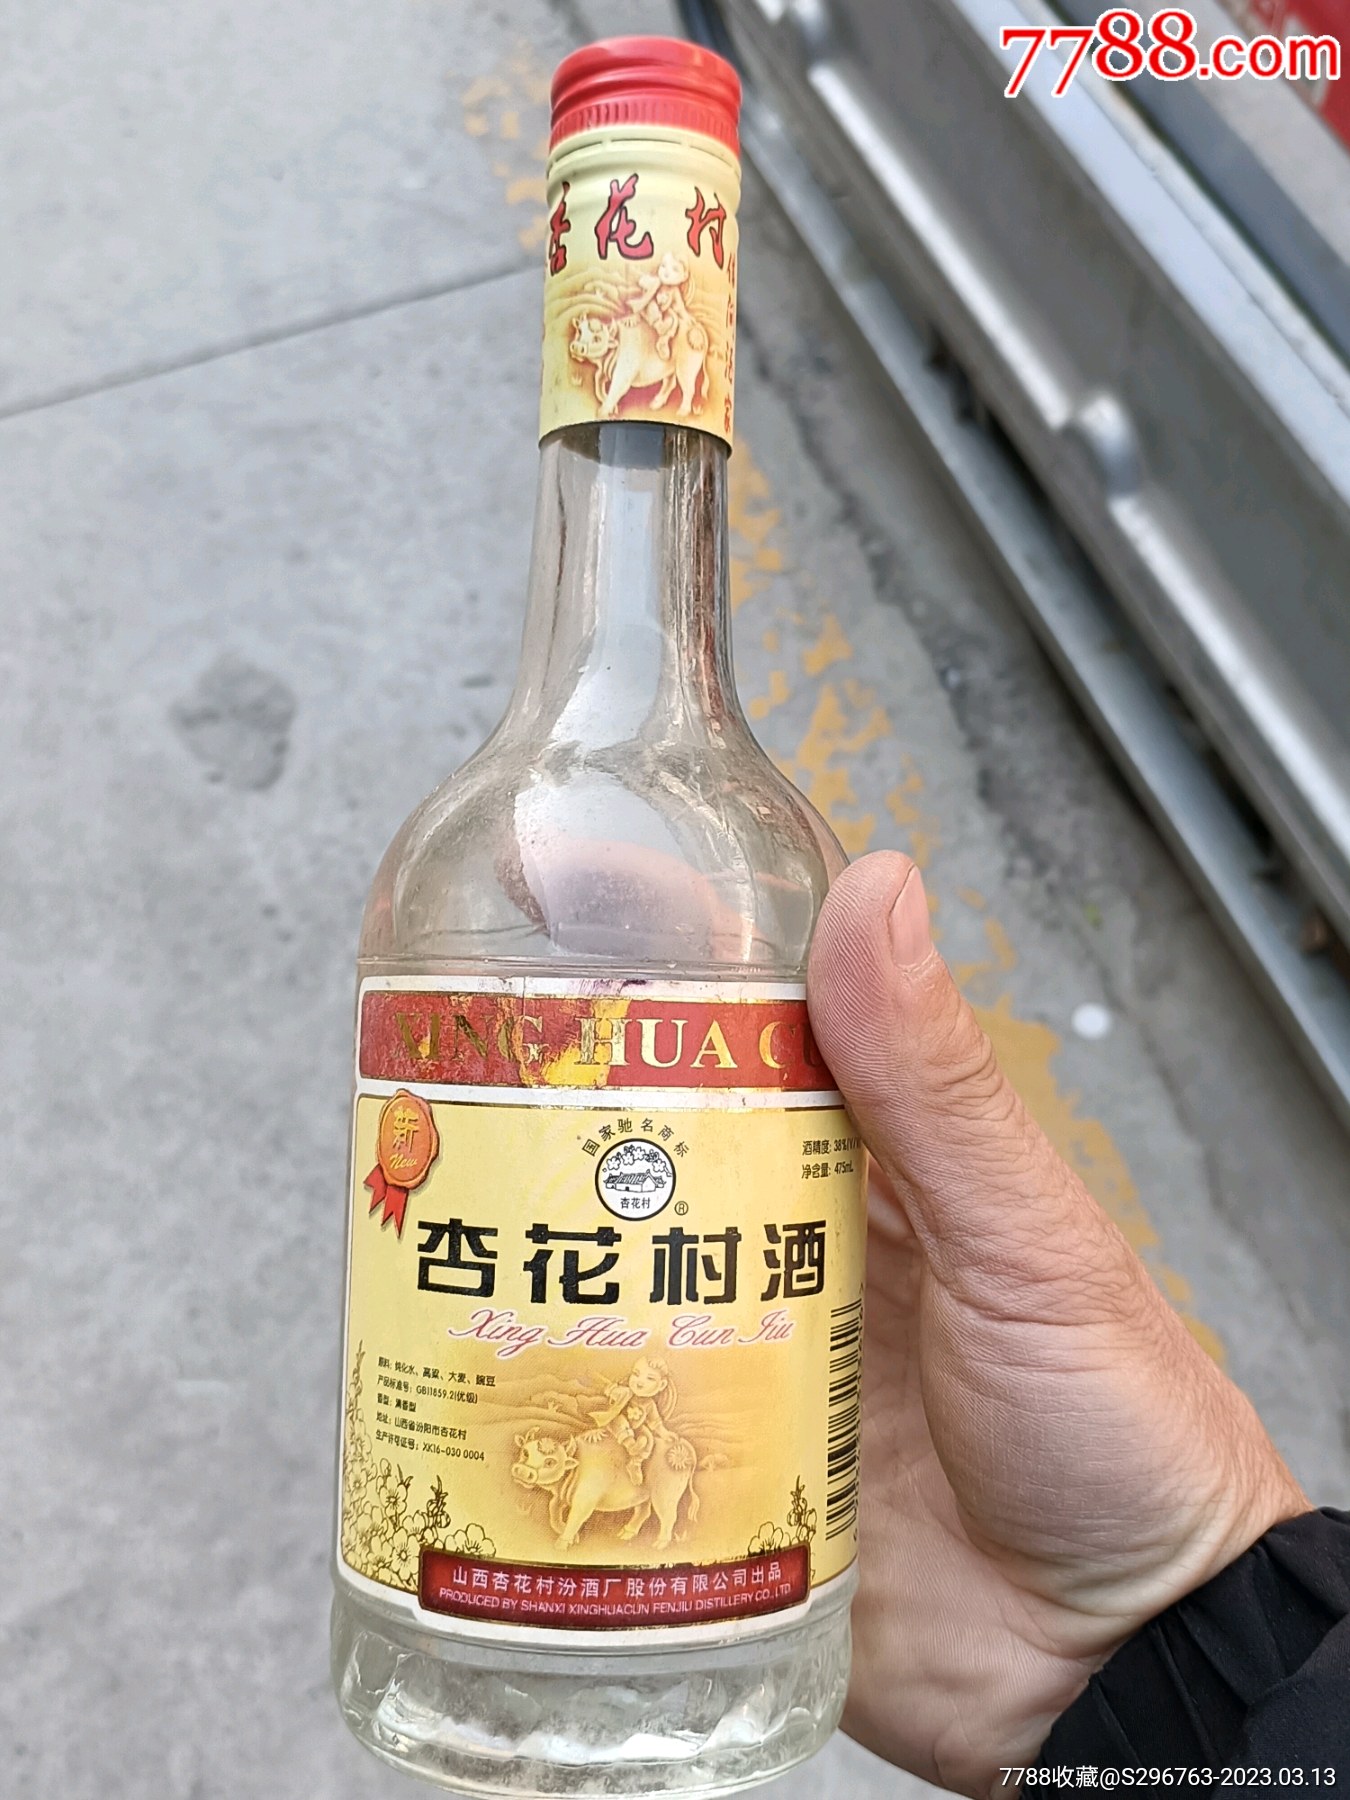 7788.com
杏花村
借问酒家
XING HUA CU
新
New
国家驰名商标
杏花村
®
酒精度: 38%(V/V
净含量: 475mL
杏花村酒
Xing Hua Cun Jiu
原料: 纯化水、高粱、大麦、豌豆
产品标准号: GB11859.2(优级)
香型: 清香型
地址: 山西省汾阳市杏花村
生产许可证号: XK16-030 0004
山西杏花村汾酒厂股份有限公司出品
PRODUCED BY SHANXI XINGHUACUN FENJIU DISTILLERY CO., LTD.
7788收藏@S296763-2023.03.13